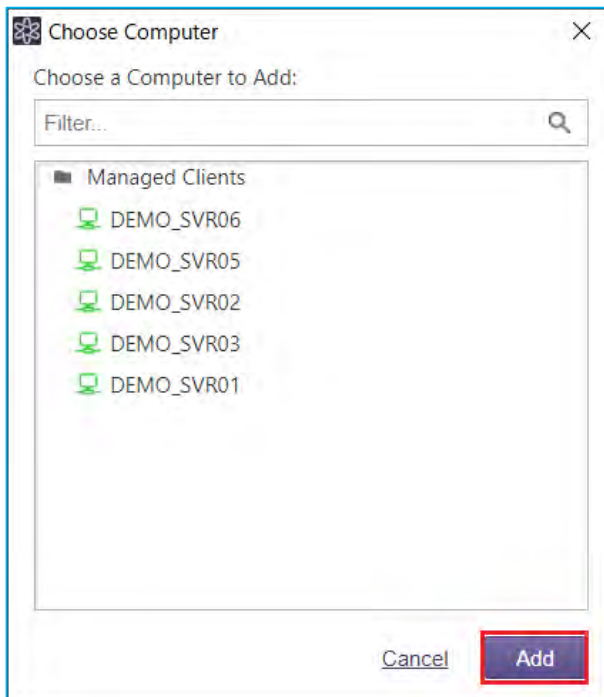 Choose Computer
Choose a Computer to Add:
Filter...
Managed Clients
DEMO_SVR06
DEMO_SVR05
DEMO_SVR02
DEMO_SVR03
DEMO_SVR01
Cancel Add